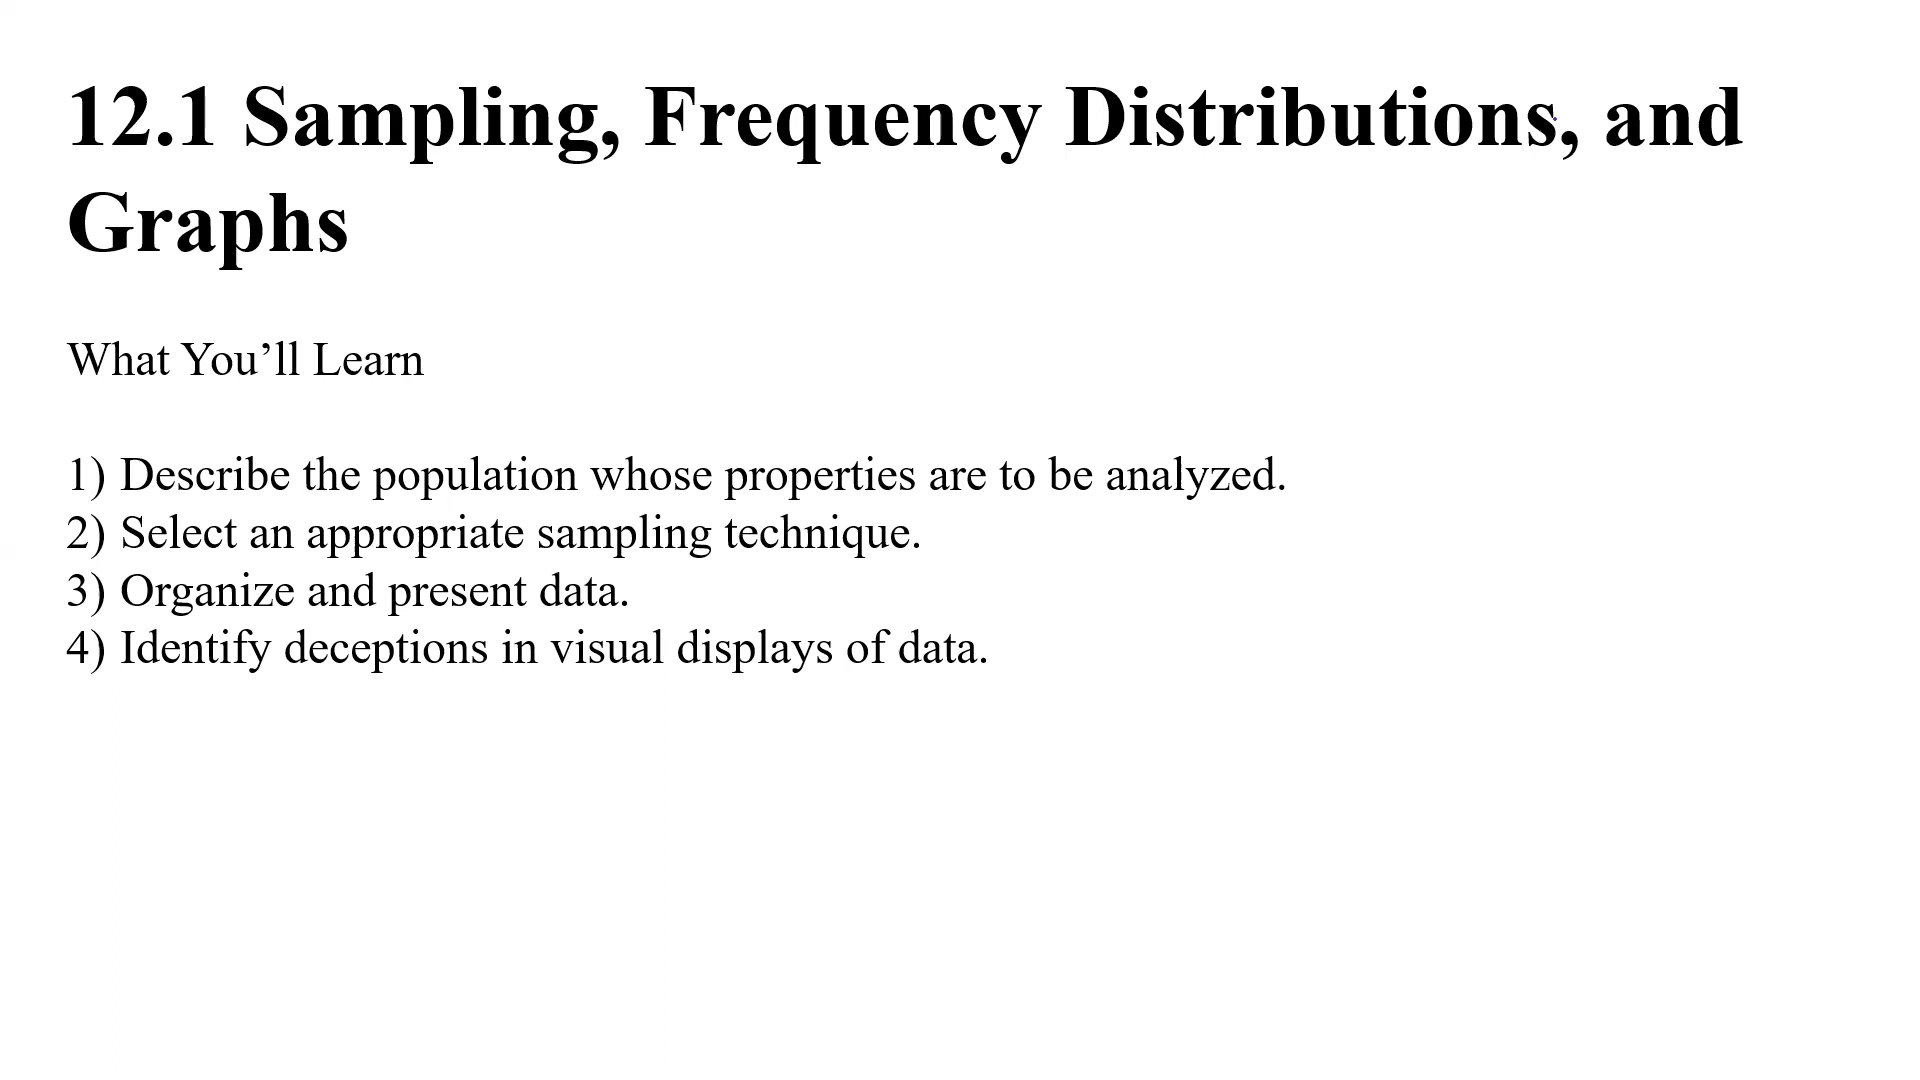 12.1 Sampling, Frequency Distributions, and
Graphs
What You’ll Learn
1) Describe the population whose properties are to be analyzed.
2) Select an appropriate sampling technique.
3) Organize and present data.
4) Identify deceptions in visual displays of data.